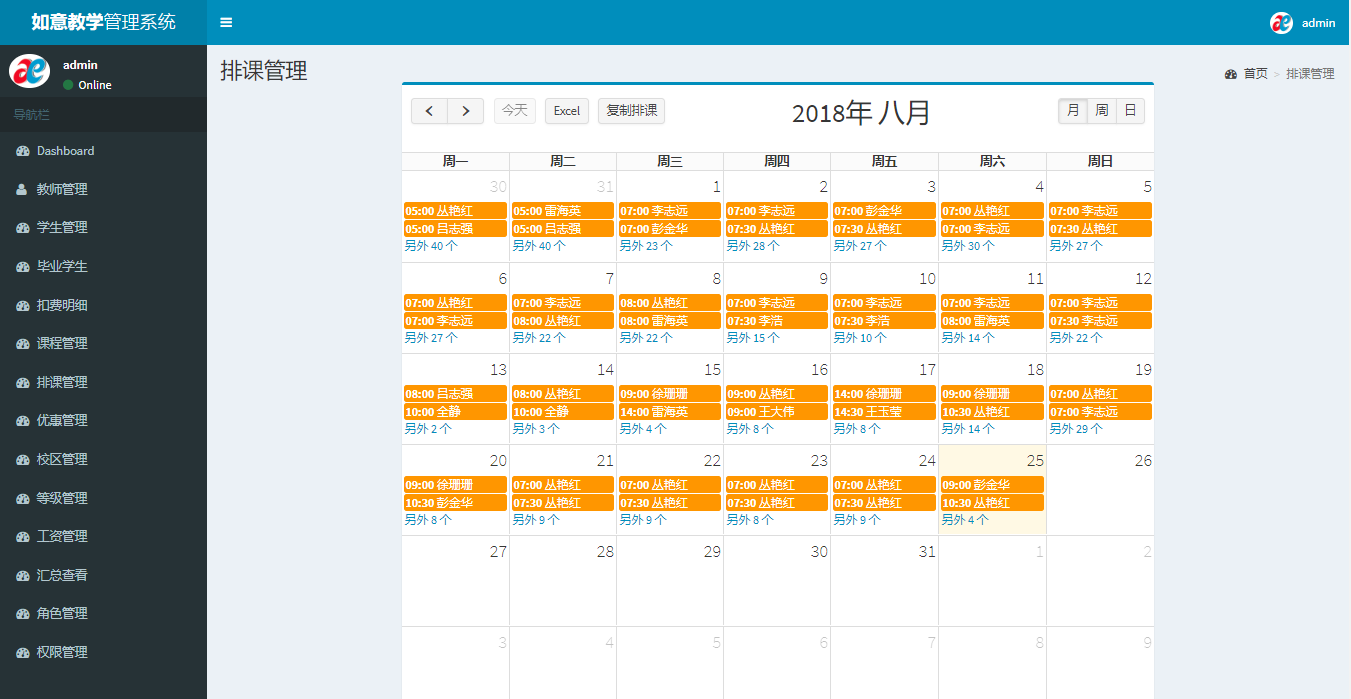 如意教学管理系统
admin
admin
Online
导航栏
Dashboard
教师管理
学生管理
毕业学生
扣费明细
课程管理
排课管理
优惠管理
校区管理
等级管理
工资管理
汇总查看
角色管理
权限管理
排课管理
首页 > 排课管理
今天 Excel 复制排课
2018年 八月
月 周 日
周一 周二 周三 周四 周五 周六 周日
30 31 1 2 3 4 5
05:00 丛艳红 05:00 雷海英 07:00 李志远 07:00 李志远 07:00 彭金华 07:00 丛艳红 07:00 李志远
05:00 吕志强 05:00 吕志强 07:00 彭金华 07:30 丛艳红 07:30 丛艳红 07:00 李志远 07:30 丛艳红
另外 40 个 另外 40 个 另外 23 个 另外 28 个 另外 27 个 另外 30 个 另外 27 个
6 7 8 9 10 11 12
07:00 丛艳红 07:00 李志远 08:00 丛艳红 07:00 李志远 07:00 李志远 07:00 李志远 07:00 丛艳红
07:00 李志远 08:00 丛艳红 08:00 雷海英 07:30 李浩 07:30 李浩 08:00 雷海英 07:30 李志远
另外 27 个 另外 22 个 另外 22 个 另外 15 个 另外 10 个 另外 14 个 另外 22 个
13 14 15 16 17 18 19
08:00 吕志强 08:00 丛艳红 09:00 徐珊珊 09:00 丛艳红 14:00 徐珊珊 09:00 徐珊珊 07:00 丛艳红
10:00 全静 10:00 全静 14:00 雷海英 09:00 王大伟 14:30 王玉莹 10:30 丛艳红 07:00 李志远
另外 2 个 另外 3 个 另外 4 个 另外 8 个 另外 8 个 另外 14 个 另外 29 个
20 21 22 23 24 25 26
09:00 徐珊珊 07:00 丛艳红 07:00 丛艳红 07:00 丛艳红 07:00 丛艳红 09:00 彭金华
10:30 彭金华 07:30 丛艳红 07:30 丛艳红 07:30 丛艳红 07:30 丛艳红 10:30 丛艳红
另外 8 个 另外 9 个 另外 9 个 另外 8 个 另外 9 个 另外 4 个
27 28 29 30 31 1 2
3 4 5 6 7 8 9